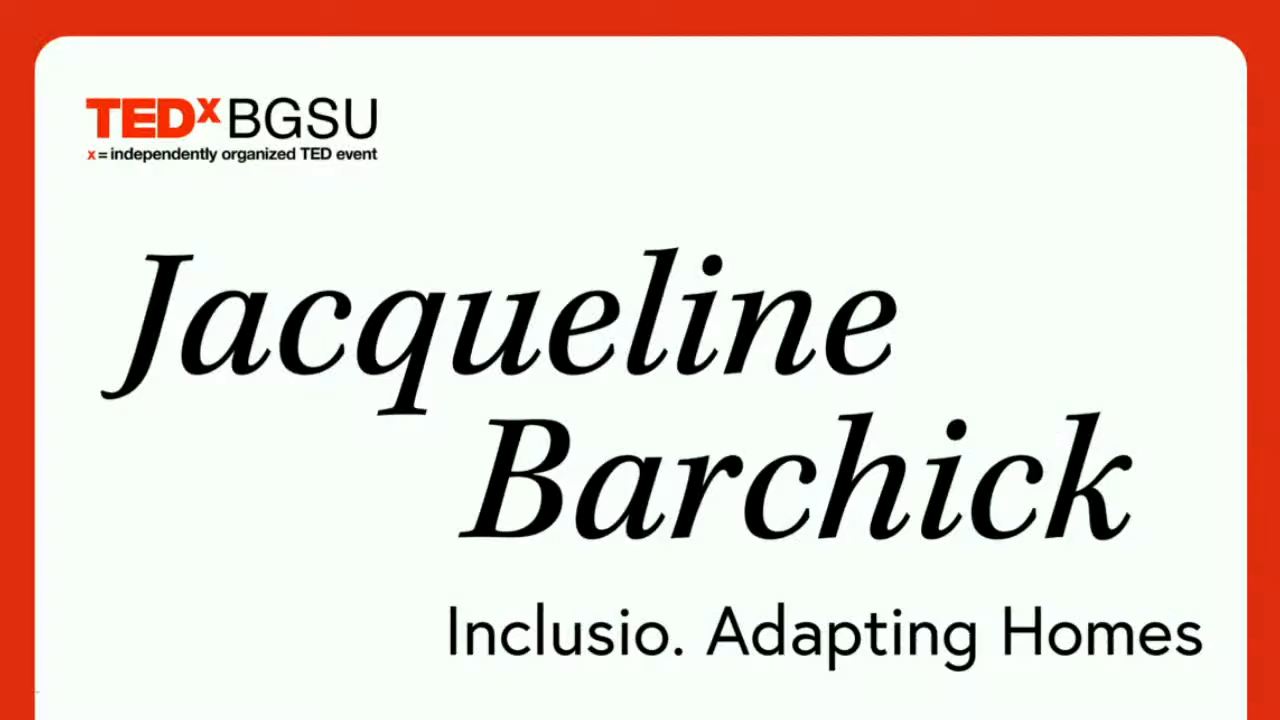 TEDxBGSU
x = independently organized TED event
Jacqueline
Barchick
Inclusio. Adapting Homes